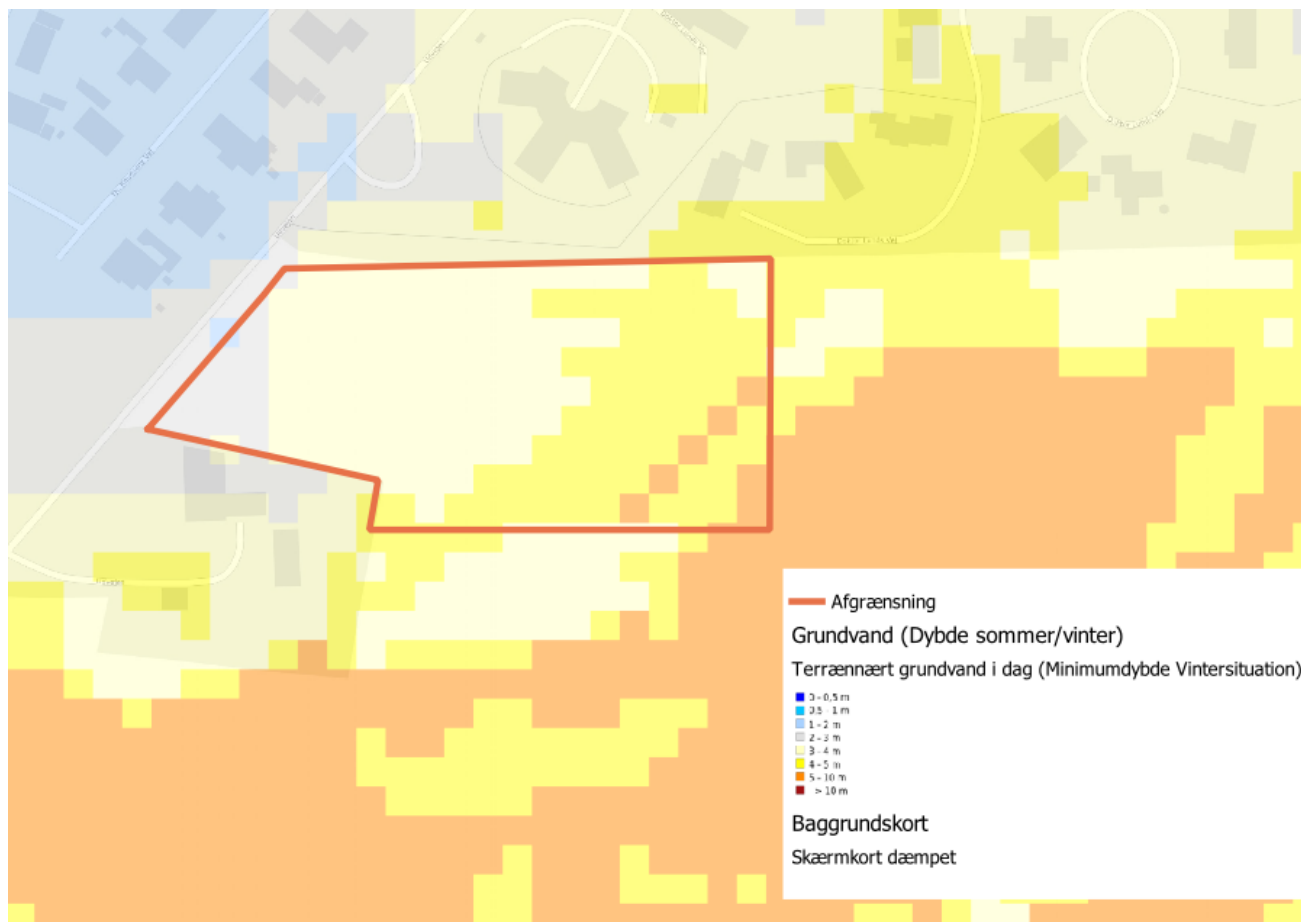 Afgrænsning
Grundvand (Dybde sommer/vinter)
Terrænnært grundvand i dag (Minimumdybde Vintersituation)
0 - 0,5 m
0,5 - 1 m
1 - 2 m
2 - 3 m
3 - 4 m
4 - 5 m
5 - 10 m
> 10 m
Baggrundskort
Skærmkort dæmpet